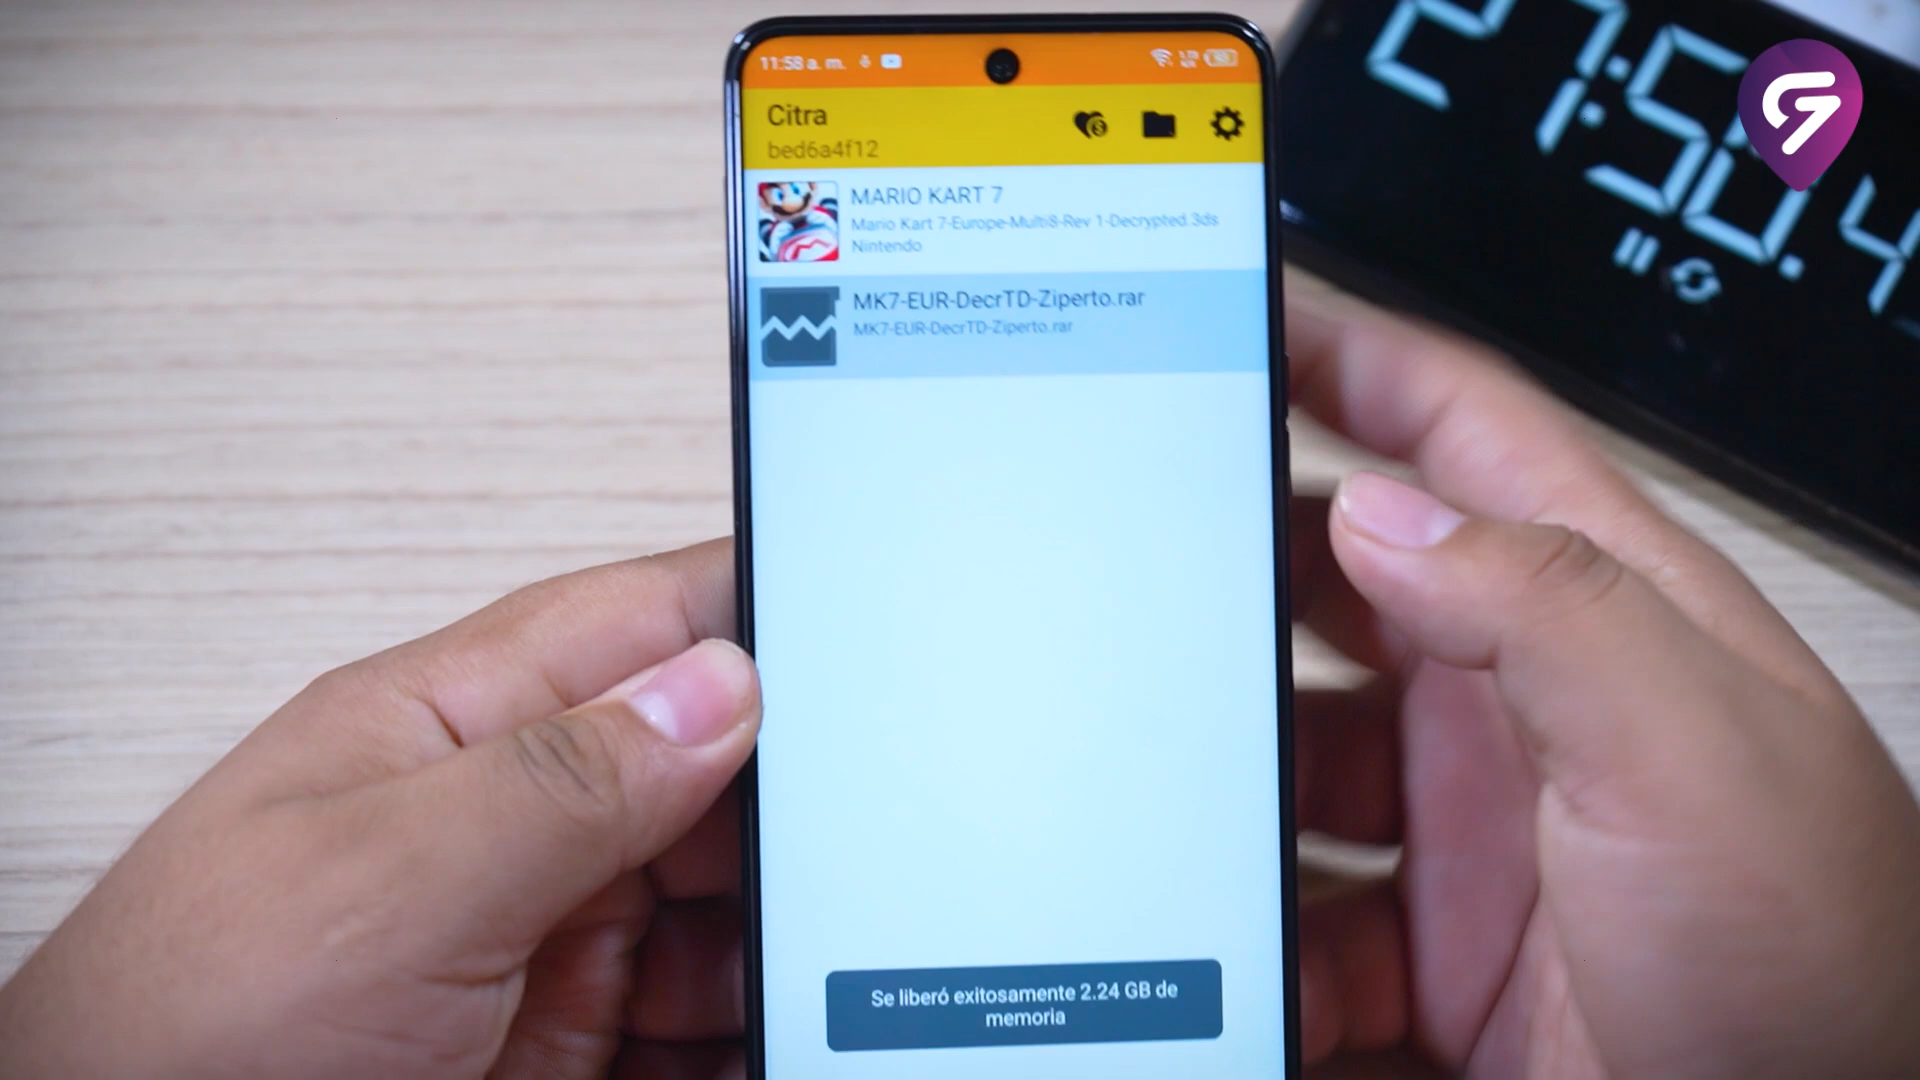 11:58 a. m.
Citra
bed6a4f12
MARIO KART 7
Mario Kart 7-Europe-Multi8-Rev 1-Decrypted.3ds
Nintendo
MK7-EUR-DecrTD-Ziperto.rar
MK7-EUR-DecrTD-Ziperto.rar
Se liberó exitosamente 2.24 GB de
memoria